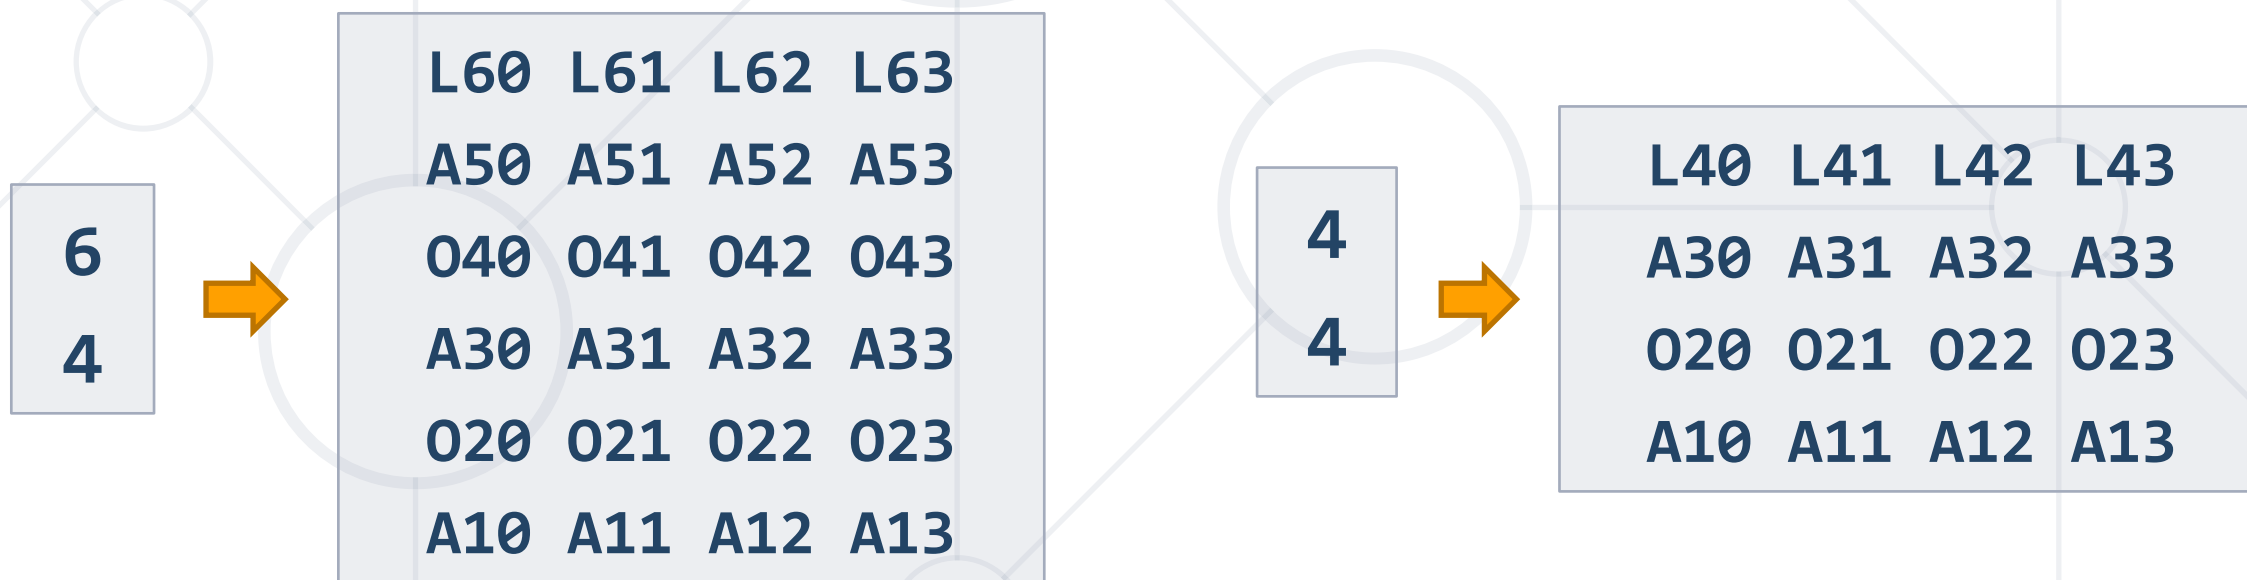 6
4
L60 L61 L62 L63
A50 A51 A52 A53
O40 O41 O42 O43
A30 A31 A32 A33
O20 O21 O22 O23
A10 A11 A12 A13
4
4
L40 L41 L42 L43
A30 A31 A32 A33
O20 O21 O22 O23
A10 A11 A12 A13